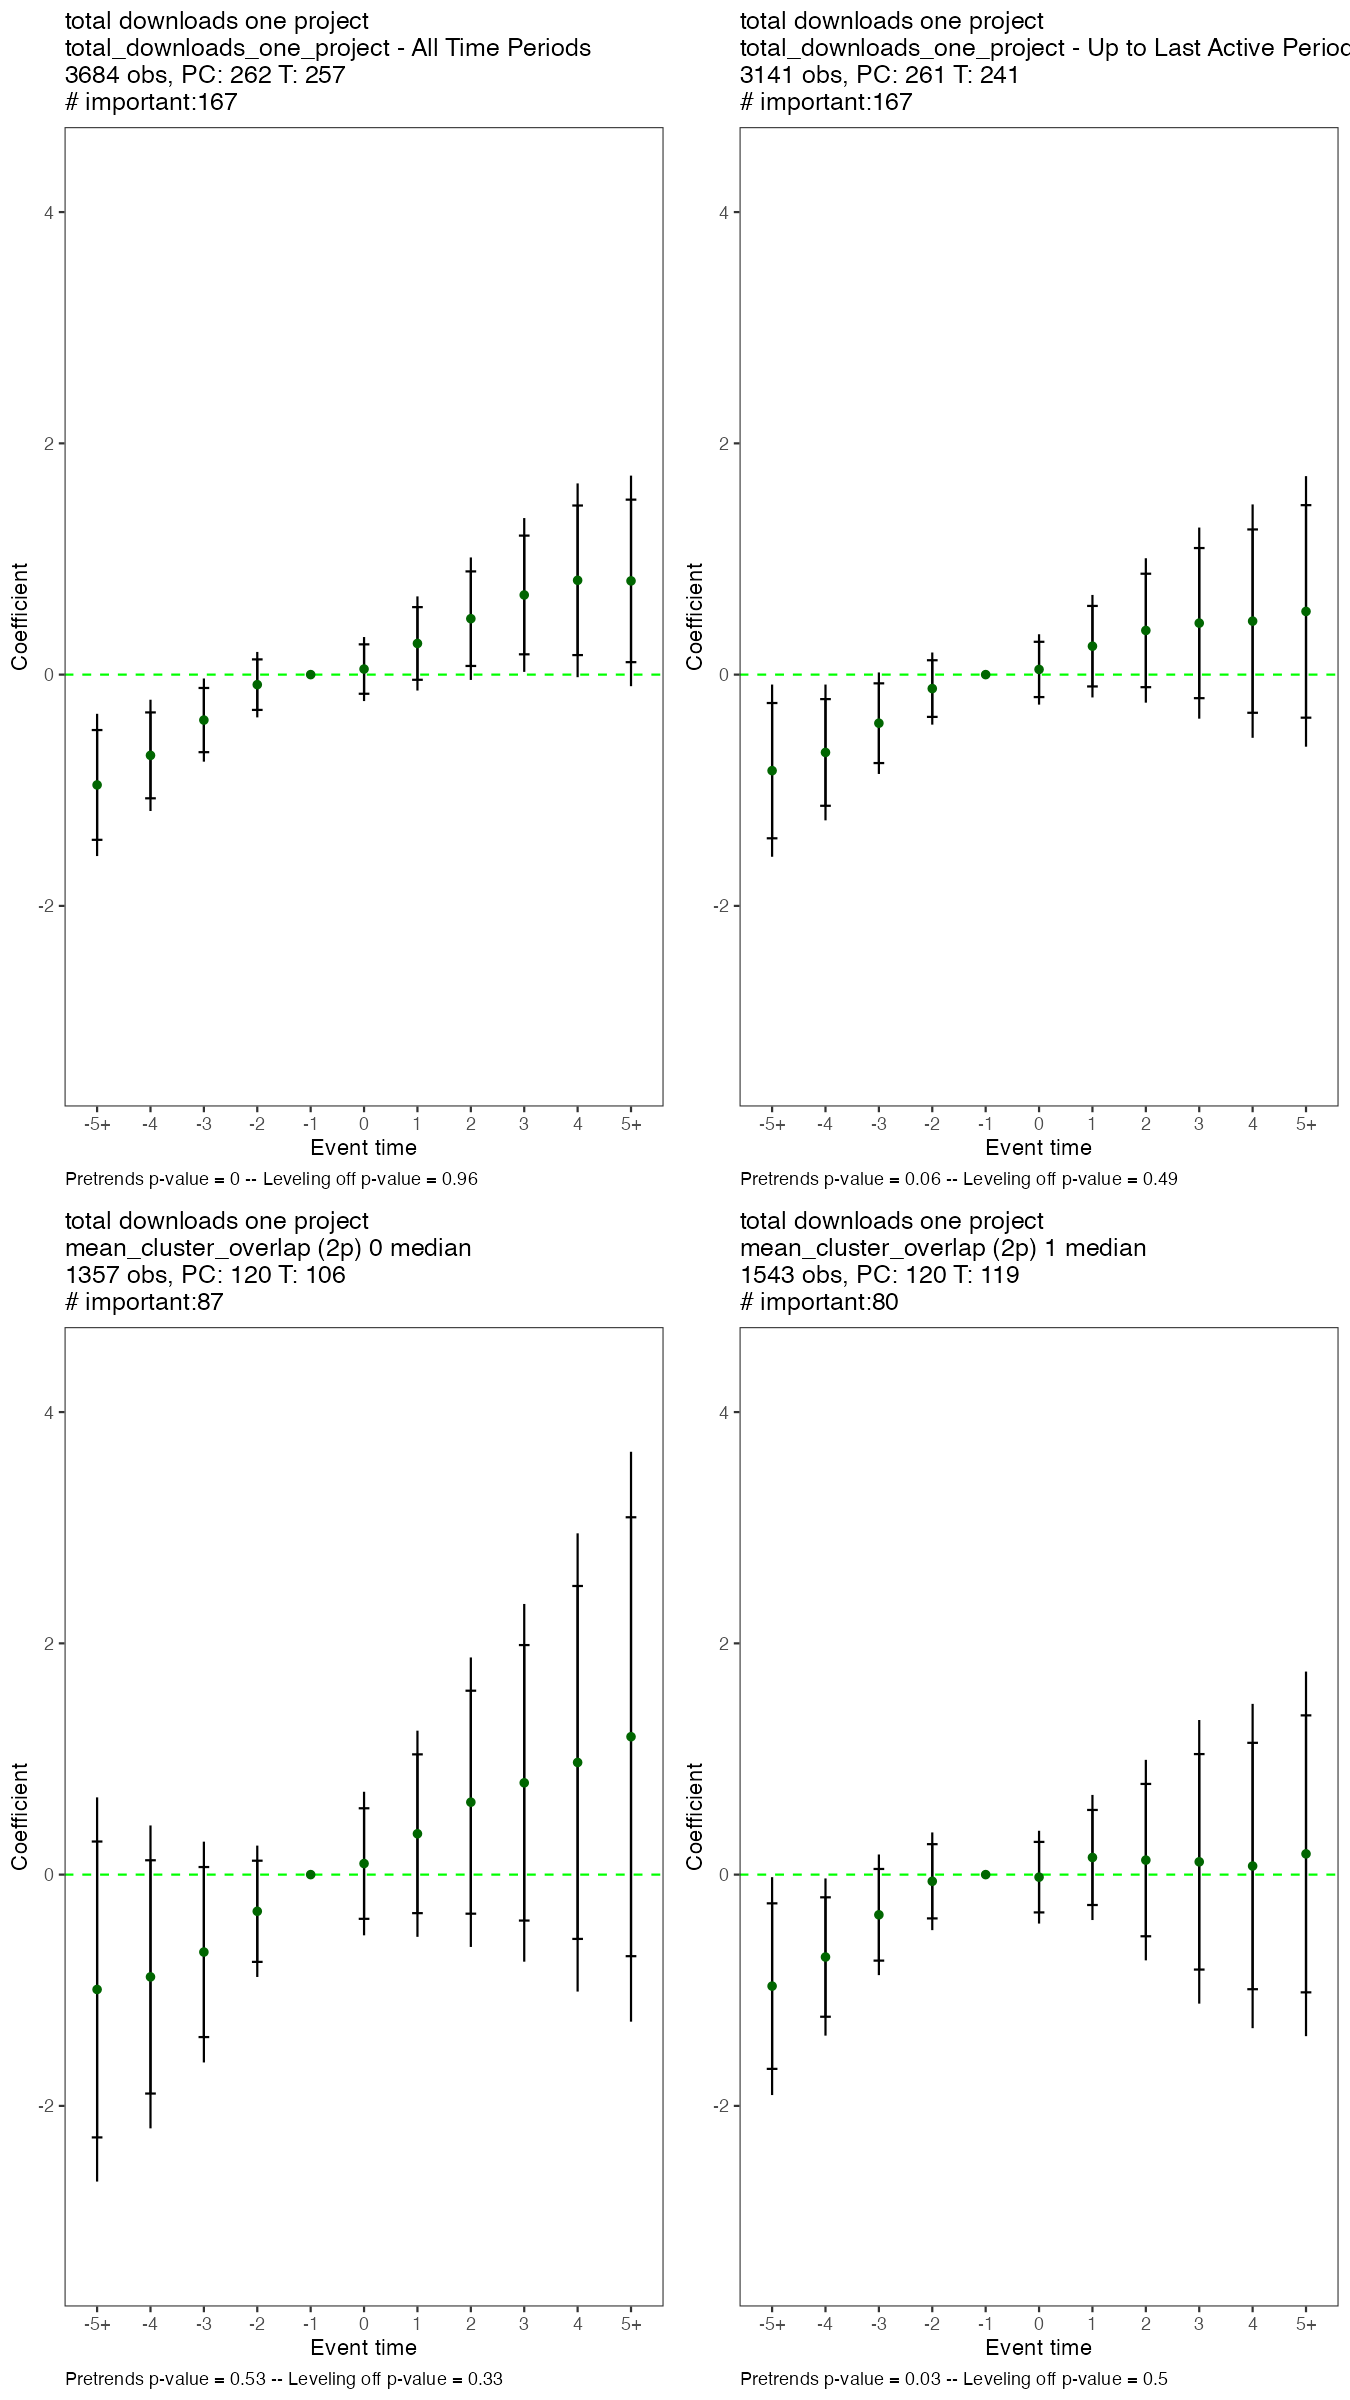 total downloads one project
total_downloads_one_project - All Time Periods
3684 obs, PC: 262 T: 257
# important:167
4
2
0
-2
Coefficient
-5+ -4 -3 -2 -1 0 1 2 3 4 5+
Event time
Pretrends p-value = 0 -- Leveling off p-value = 0.96
total downloads one project
total_downloads_one_project - Up to Last Active Period
3141 obs, PC: 261 T: 241
# important:167
4
2
0
-2
Coefficient
-5+ -4 -3 -2 -1 0 1 2 3 4 5+
Event time
Pretrends p-value = 0.06 -- Leveling off p-value = 0.49
total downloads one project
mean_cluster_overlap (2p) 0 median
1357 obs, PC: 120 T: 106
# important:87
4
2
0
-2
Coefficient
-5+ -4 -3 -2 -1 0 1 2 3 4 5+
Event time
Pretrends p-value = 0.53 -- Leveling off p-value = 0.33
total downloads one project
mean_cluster_overlap (2p) 1 median
1543 obs, PC: 120 T: 119
# important:80
4
2
0
-2
Coefficient
-5+ -4 -3 -2 -1 0 1 2 3 4 5+
Event time
Pretrends p-value = 0.03 -- Leveling off p-value = 0.5